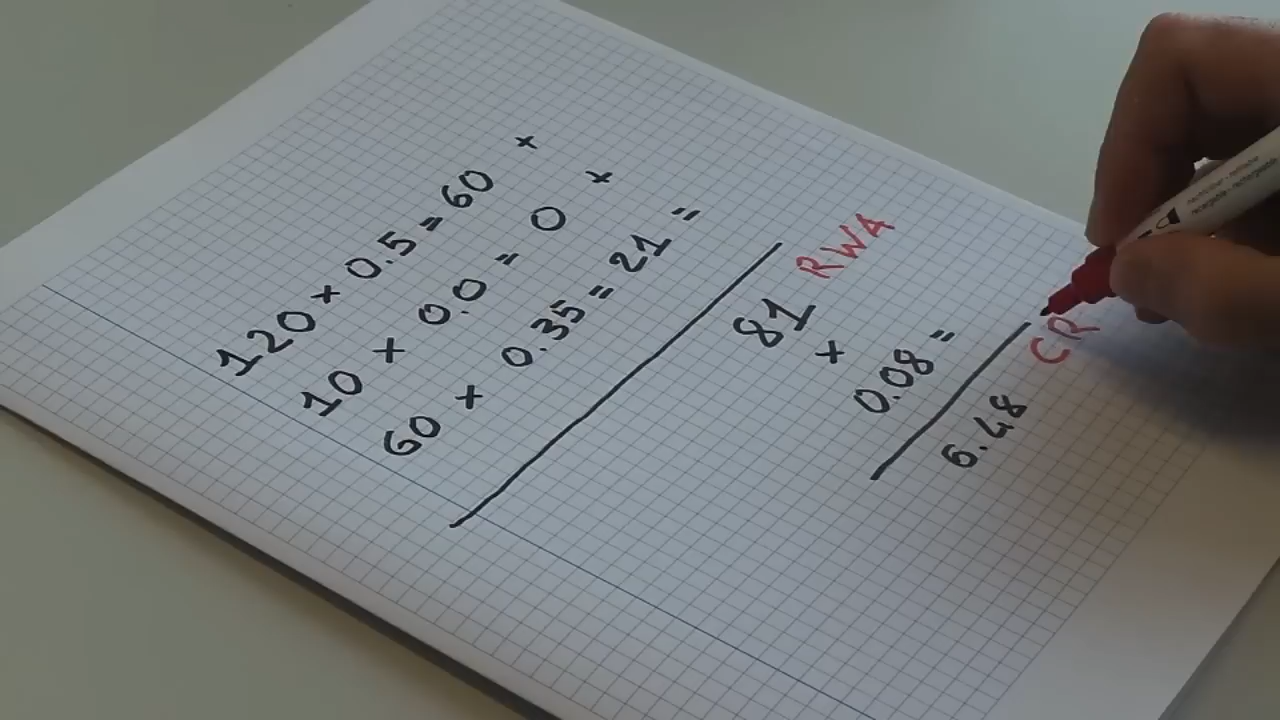 120 × 0.5 = 60 +
10 × 0.0 = 0 +
60 × 0.35 = 21 =
81 RWA
×
0.08 =
6.48 CR